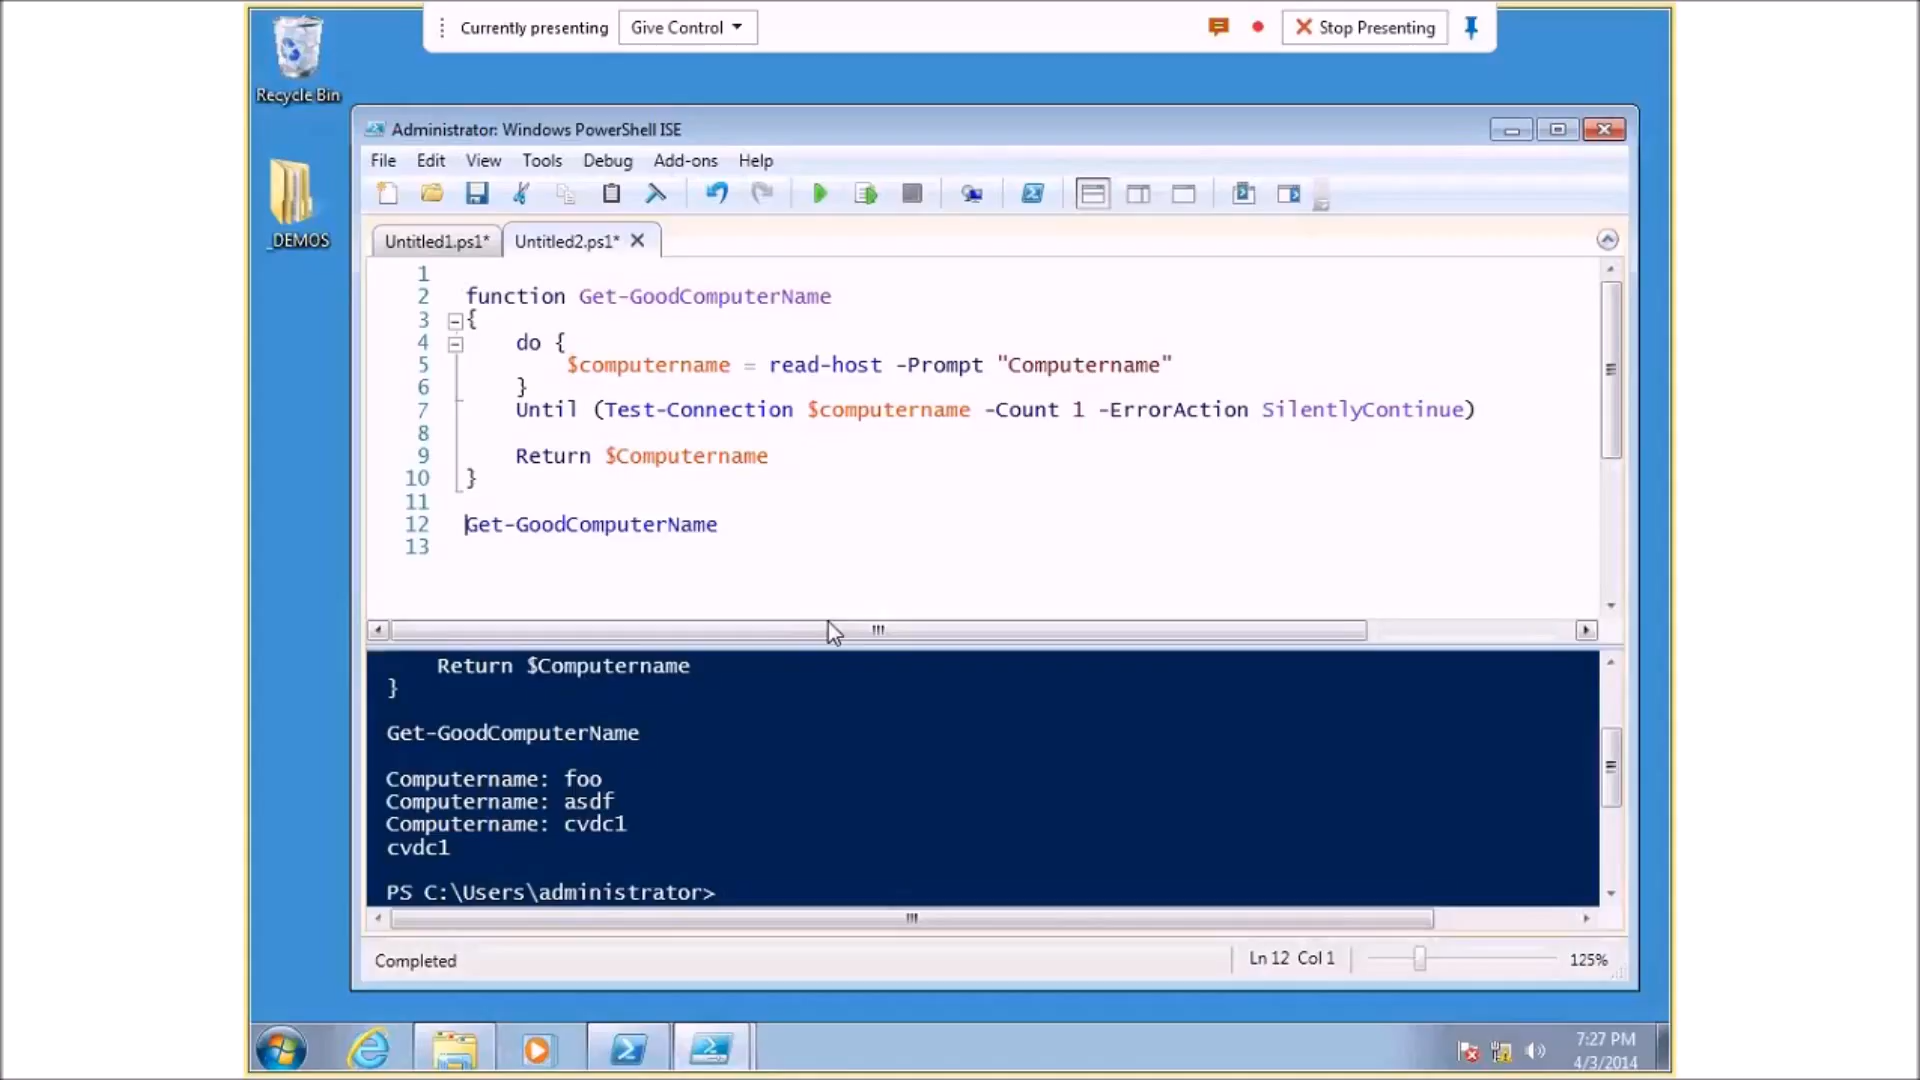 Currently presenting
Give Control
Stop Presenting
Recycle Bin
_DEMOS
Administrator: Windows PowerShell ISE
File Edit View Tools Debug Add-ons Help
Untitled1.ps1* Untitled2.ps1*
1
2 function Get-GoodComputerName
3 {
4 do {
5 $computername = read-host -Prompt "Computername"
6 }
7 Until (Test-Connection $computername -Count 1 -ErrorAction SilentlyContinue)
8
9 Return $Computername
10 }
11
12 Get-GoodComputerName
13
Return $Computername
}
Get-GoodComputerName
Computername: foo
Computername: asdf
Computername: cvdc1
cvdc1
PS C:\Users\administrator>
Completed
Ln 12 Col 1
125%
7:27 PM
4/3/2014